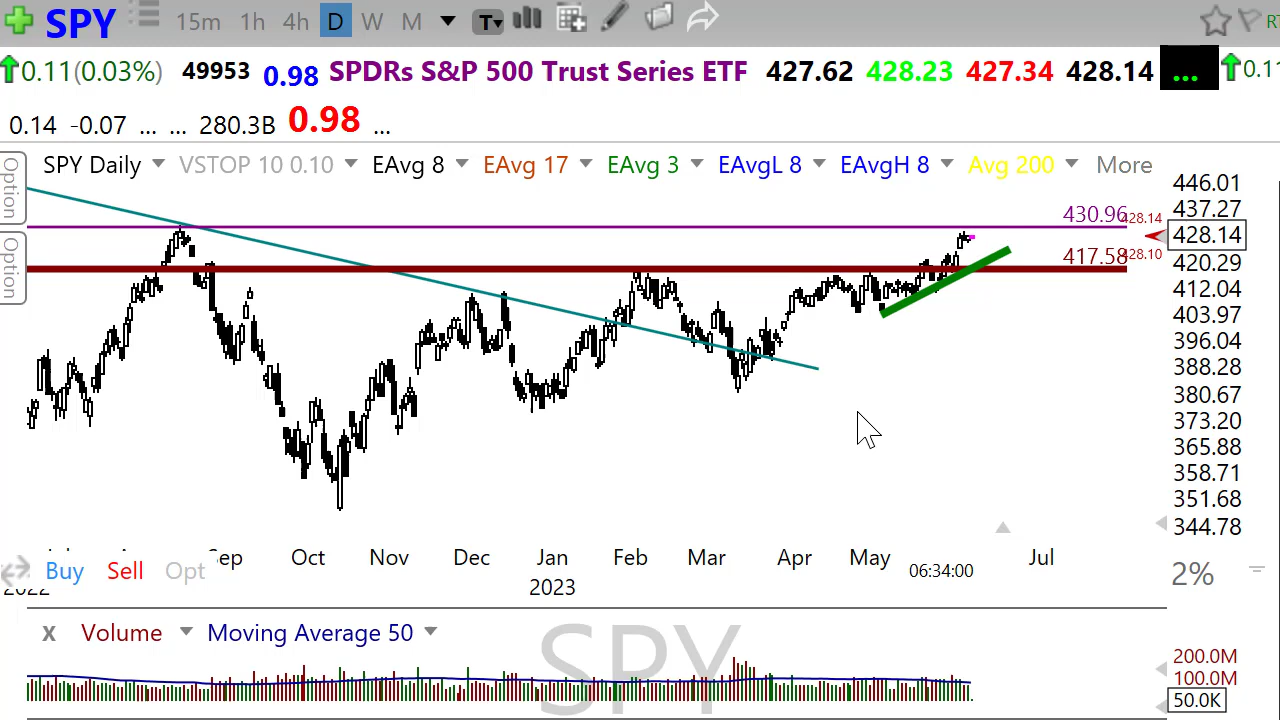 SPY 15m 1h 4h D W M T
0.11(0.03%) 49953 0.98 SPDRs S&P 500 Trust Series ETF 427.62 428.23 427.34 428.14 ...
0.14 -0.07 ... ... 280.3B 0.98 ...
Option
Option
SPY Daily VSTOP 10 0.10 EAvg 8 EAvg 17 EAvg 3 EAvgL 8 EAvgH 8 Avg 200 More
446.01
437.27
430.96 428.14
428.14
417.58 428.10
420.29
412.04
403.97
396.04
388.28
380.67
373.20
365.88
358.71
351.68
344.78
Oct Nov Dec Jan Feb Mar Apr May Jul
Buy Sell Opt
06:34:00
2%
2023
X Volume Moving Average 50
SPY
200.0M
100.0M
50.0K